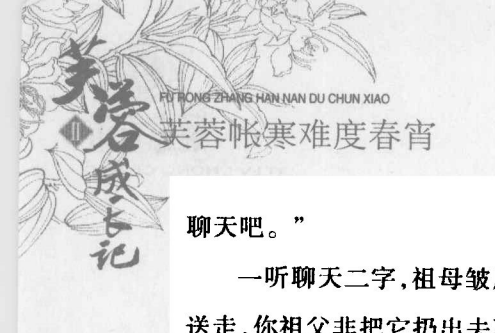 芙蓉成长记
II
FU RONG ZHANG HAN NAN DU CHUN XIAO
芙蓉帐寒难度春宵
聊天吧。”
一听聊天二字,祖母皱
送走,你祖父非把它扔出去